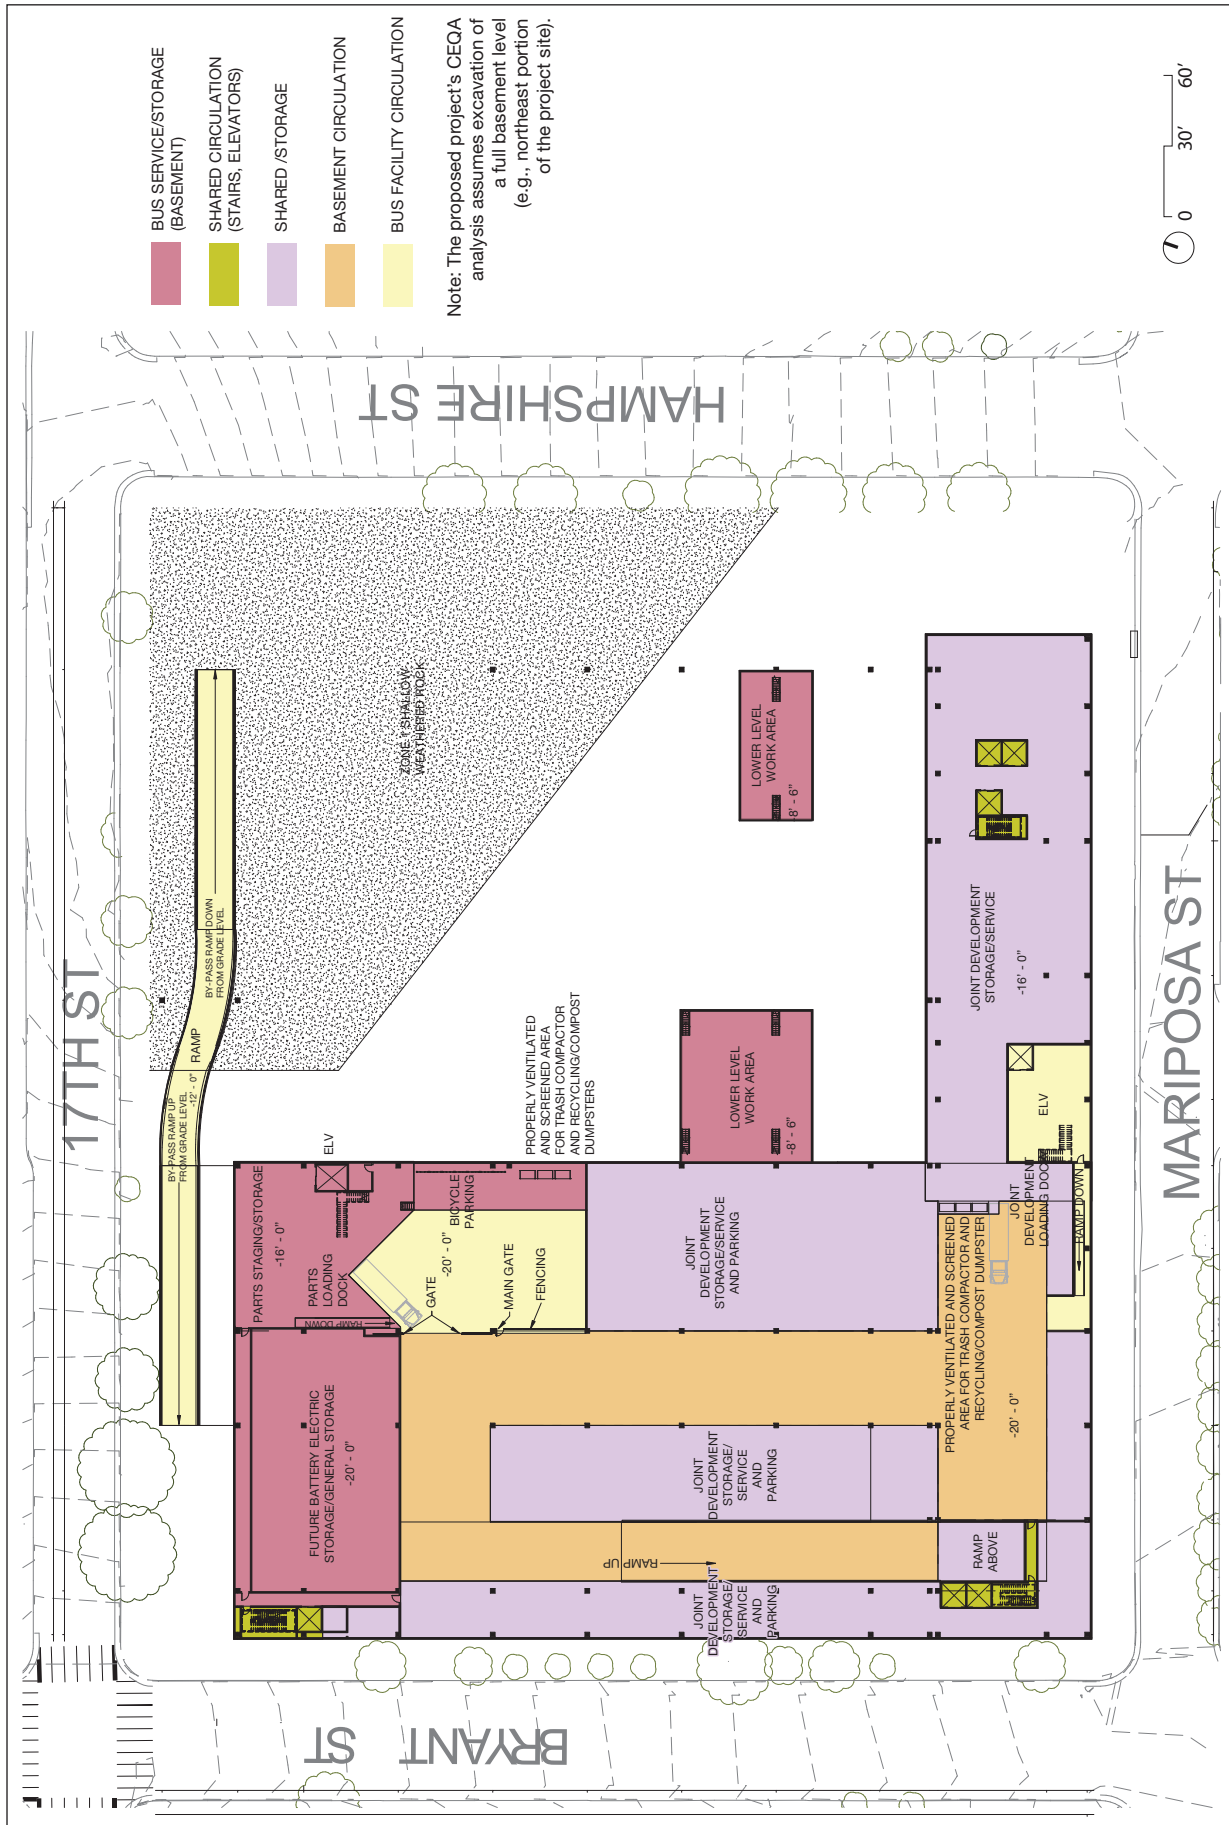 BUS SERVICE/STORAGE
(BASEMENT)
SHARED CIRCULATION
(STAIRS, ELEVATORS)
SHARED /STORAGE
BASEMENT CIRCULATION
BUS FACILITY CIRCULATION
Note: The proposed project's CEQA
analysis assumes excavation of
a full basement level
(e.g., northeast portion
of the project site).
0
30'
60'
17TH ST
HAMPSHIRE ST
MARIPOSA ST
BRYANT ST
BY-PASS RAMP UP
FROM GRADE LEVEL
-12' - 0"
RAMP
BY-PASS RAMP DOWN
FROM GRADE LEVEL
ZONE 1 SHALLOW
WEATHERED ROCK
PARTS STAGING/STORAGE
-16' - 0"
ELV
PARTS
LOADING
DOCK
RAMP DOWN
BICYCLE
PARKING
-20' - 0"
GATE
MAIN GATE
FENCING
PROPERLY VENTILATED
AND SCREENED AREA
FOR TRASH COMPACTOR
AND RECYCLING/COMPOST
DUMPSTERS
FUTURE BATTERY ELECTRIC
STORAGE/GENERAL STORAGE
-20' - 0"
LOWER LEVEL
WORK AREA
-8' - 6"
LOWER LEVEL
WORK AREA
-8' - 6"
JOINT
DEVELOPMENT
STORAGE/SERVICE
AND PARKING
JOINT
DEVELOPMENT
STORAGE/
SERVICE
AND
PARKING
RAMP UP
JOINT
DEVELOPMENT
STORAGE/
SERVICE
AND
PARKING
JOINT DEVELOPMENT
STORAGE/SERVICE
-16' - 0"
ELV
JOINT
DEVELOPMENT
LOADING DOCK
RAMP DOWN
PROPERLY VENTILATED AND SCREENED
AREA FOR TRASH COMPACTOR AND
RECYCLING/COMPOST DUMPSTER
-20' - 0"
RAMP
ABOVE